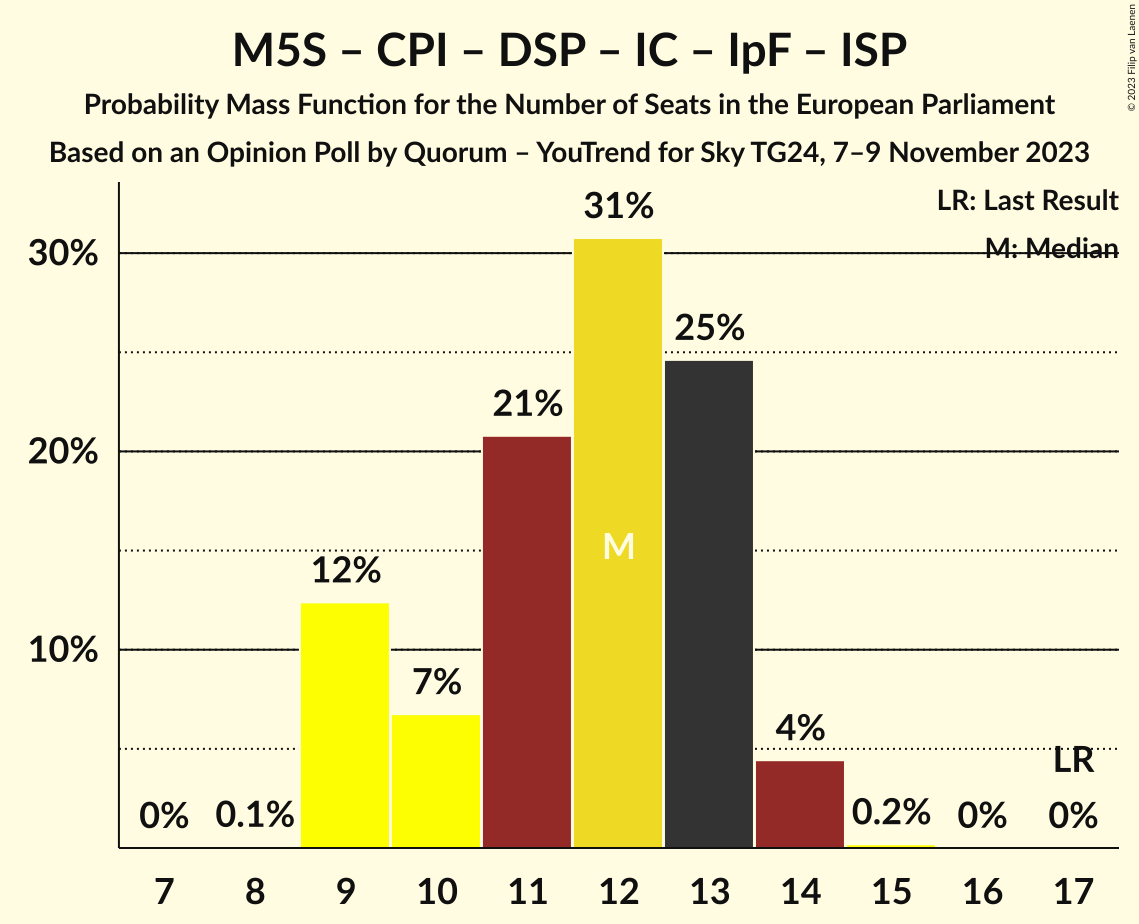 M5S – CPI – DSP – IC – IpF – ISP
Probability Mass Function for the Number of Seats in the European Parliament
Based on an Opinion Poll by Quorum – YouTrend for Sky TG24, 7–9 November 2023
© 2023 Filip van Laenen
LR: Last Result
M: Median
30%
20%
10%
0%
0.1%
12%
7%
21%
31%
M
25%
4%
0.2%
0%
LR
0%
7 8 9 10 11 12 13 14 15 16 17